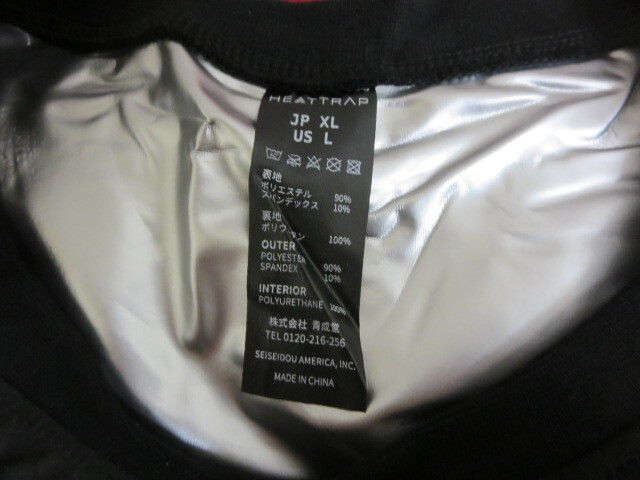 HEATTRAP
JP XL
US L
表地
ポリエステル 90%
スパンデックス 10%
裏地
ポリウレタン 100%
OUTER
POLYESTER 90%
SPANDEX 10%
INTERIOR
POLYURETHANE 100%
株式会社 青成堂
TEL 0120-216-256
SEiSEIDOU AMERICA, INC.
MADE IN CHINA